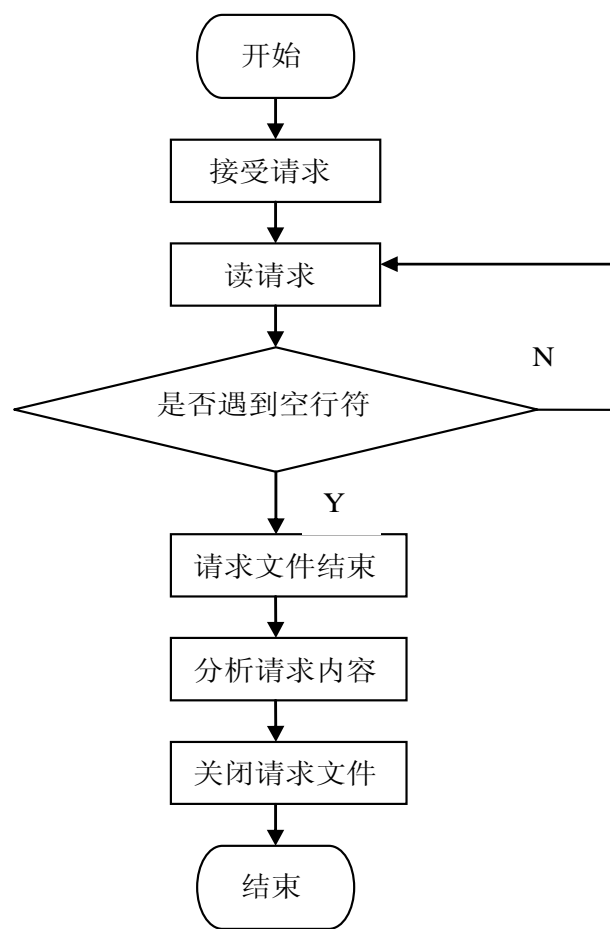 开始
接受请求
读请求
N
是否遇到空行符
Y
请求文件结束
分析请求内容
关闭请求文件
结束